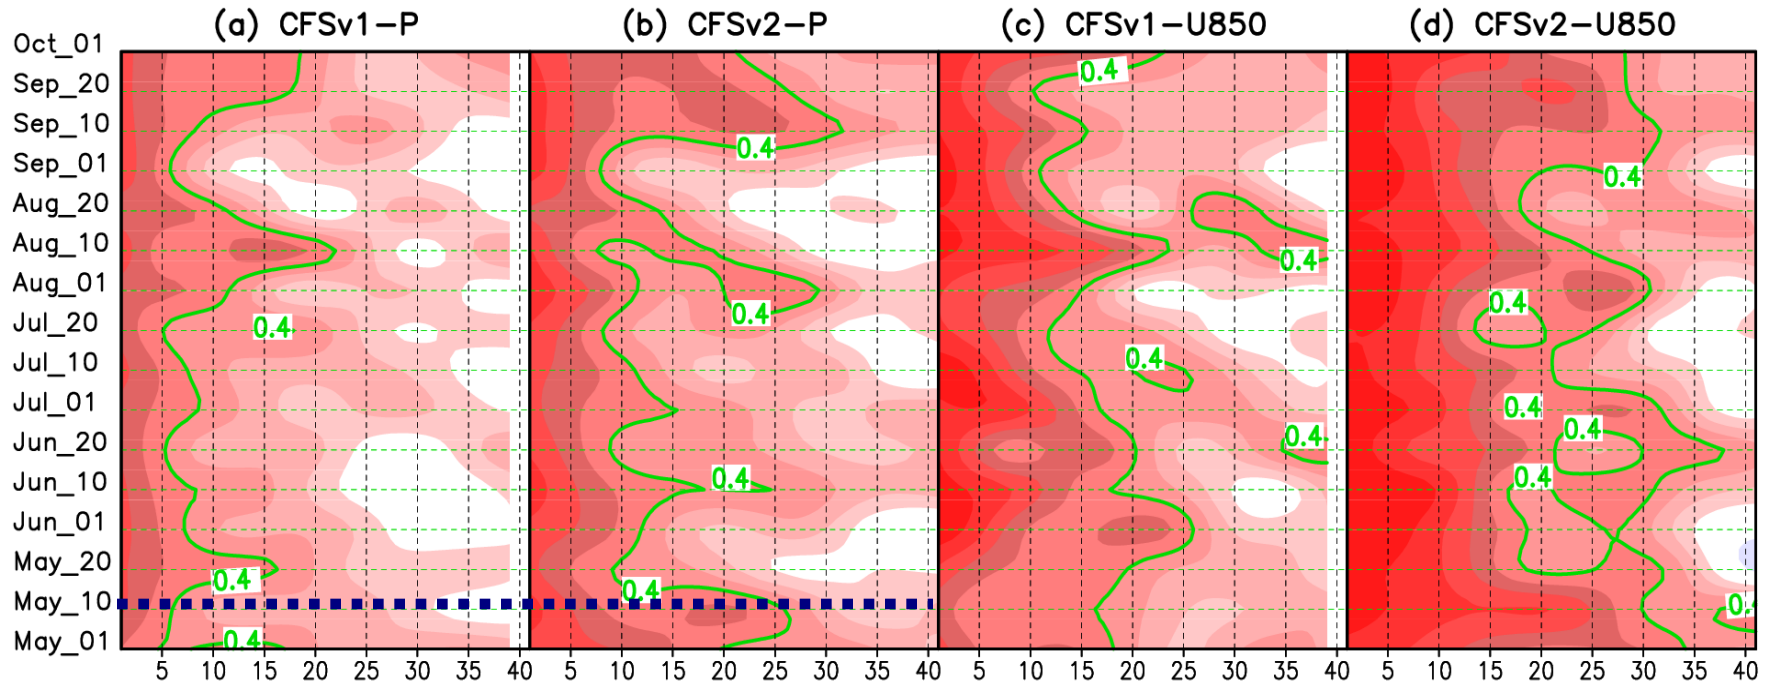 (a) CFSv1-P (b) CFSv2-P (c) CFSv1-U850 (d) CFSv2-U850
Oct_01
0.4
Sep_20
Sep_10
0.4
Sep_01
0.4
Aug_20
Aug_10
0.4
Aug_01
0.4
0.4
Jul_20
0.4
Jul_10
0.4
Jul_01
0.4
Jun_20
0.4
0.4
Jun_10
0.4
0.4
Jun_01
May_20
0.4
0.4
May_10
0.4
May_01
0.4
5 10 15 20 25 30 35 40 5 10 15 20 25 30 35 40 5 10 15 20 25 30 35 40 5 10 15 20 25 30 35 40